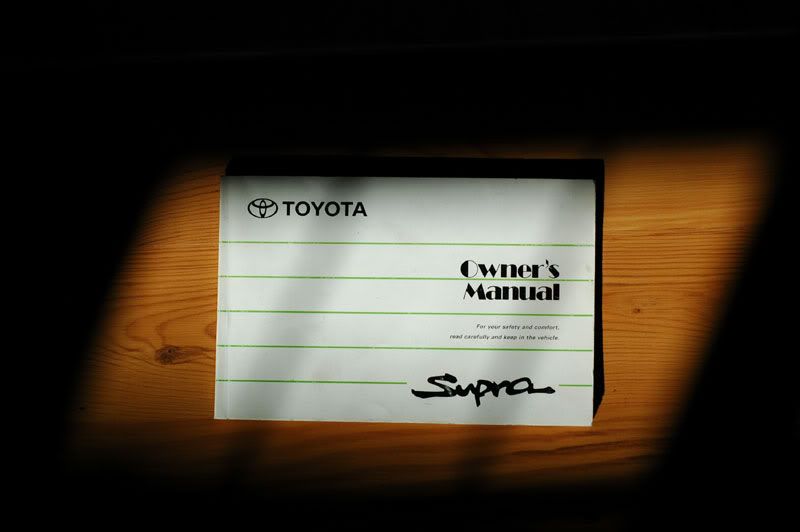 TOYOTA
Owner's
Manual
For your safety and comfort,
read carefully and keep in the vehicle.
Supra